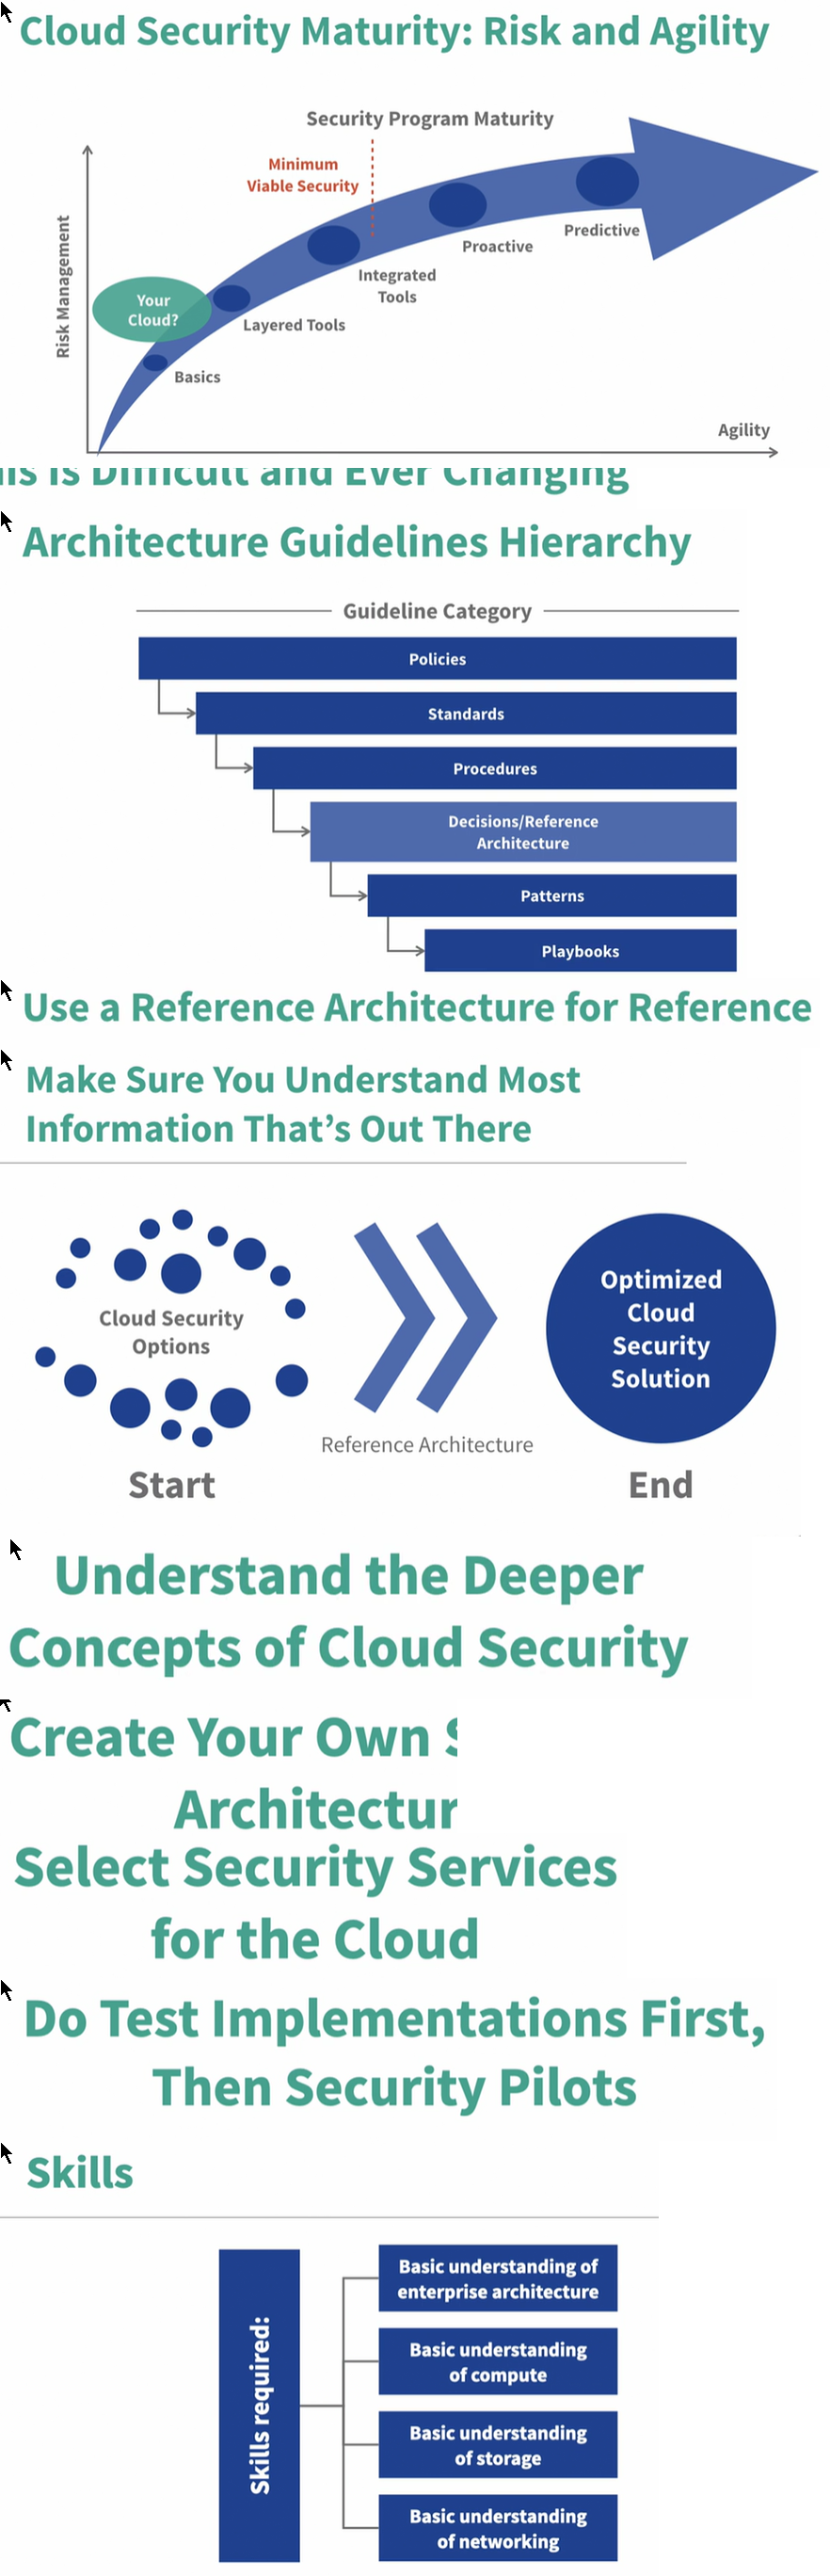 Cloud Security Maturity: Risk and Agility
Security Program Maturity
Minimum
Viable Security
Risk Management
Your
Cloud?
Basics
Layered Tools
Integrated
Tools
Proactive
Predictive
Agility
is Difficult and Ever Changing
Architecture Guidelines Hierarchy
Guideline Category
Policies
Standards
Procedures
Decisions/Reference
Architecture
Patterns
Playbooks
Use a Reference Architecture for Reference
Make Sure You Understand Most
Information That’s Out There
Cloud Security
Options
Reference Architecture
Optimized
Cloud
Security
Solution
Start
End
Understand the Deeper
Concepts of Cloud Security
Create Your Own
Select Security Services
for the Cloud
Do Test Implementations First,
Then Security Pilots
Skills
Skills required:
Basic understanding of
enterprise architecture
Basic understanding
of compute
Basic understanding
of storage
Basic understanding
of networking